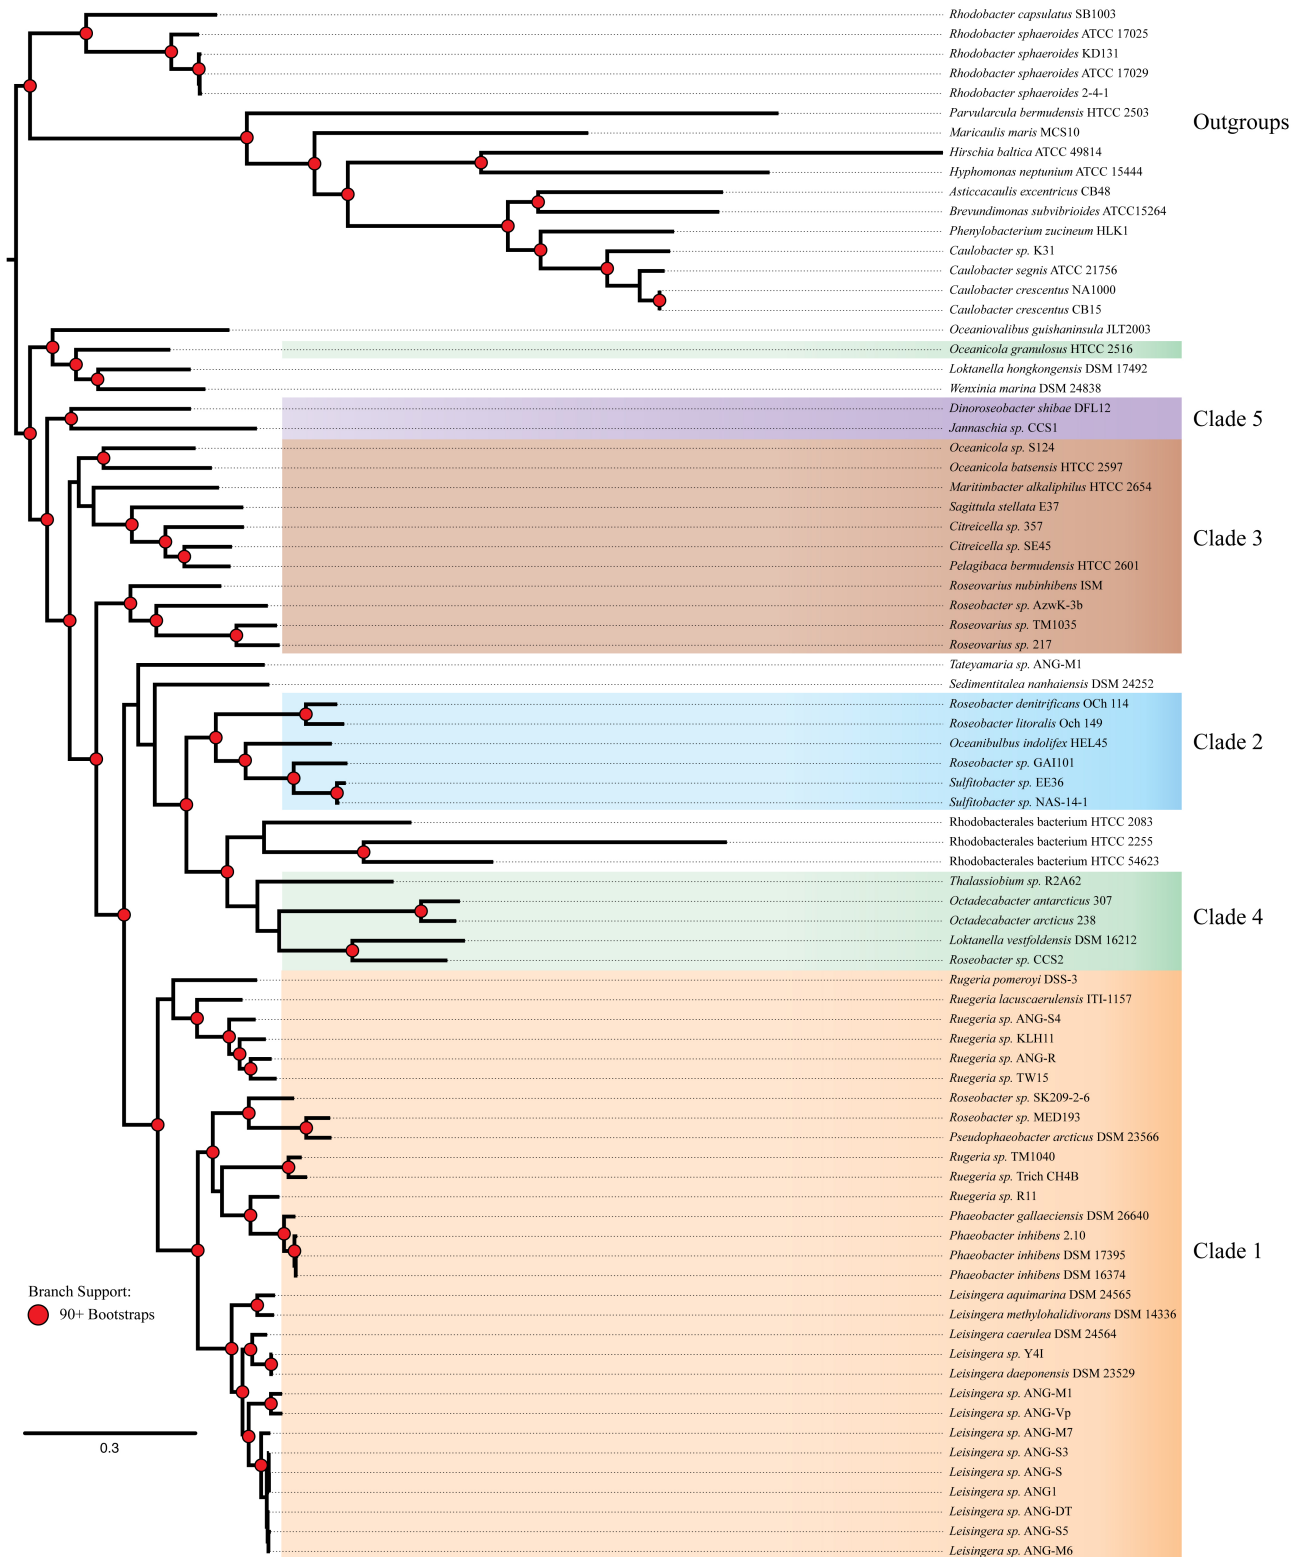 Rhodobacter capsulatus SB1003
Rhodobacter sphaeroides ATCC 17025
Rhodobacter sphaeroides KD131
Rhodobacter sphaeroides ATCC 17029
Rhodobacter sphaeroides 2-4-1
Parvularcula bermudensis HTCC 2503
Outgroups
Maricaulis maris MCS10
Hirschia baltica ATCC 49814
Hyphomonas neptunium ATCC 15444
Asticcacaulis excentricus CB48
Brevundimonas subvibrioides ATCC15264
Phenylobacterium zucineum HLK1
Caulobacter sp. K31
Caulobacter segnis ATCC 21756
Caulobacter crescentus NA1000
Caulobacter crescentus CB15
Oceaniovalibus guishaninsula JLT2003
Oceanicola granulosus HTCC 2516
Loktanella hongkongensis DSM 17492
Wenxinia marina DSM 24838
Dinoroseobacter shibae DFL12
Clade 5
Jannaschia sp. CCS1
Oceanicola sp. S124
Oceanicola batsensis HTCC 2597
Maritimbacter alkaliphilus HTCC 2654
Sagittula stellata E37
Citreicella sp. 357
Clade 3
Citreicella sp. SE45
Pelagibaca bermudensis HTCC 2601
Roseovarius nubinhibens ISM
Roseobacter sp. AzwK-3b
Roseovarius sp. TM1035
Roseovarius sp. 217
Tateyamaria sp. ANG-M1
Sedimentitalea nanhaiensis DSM 24252
Roseobacter denitrificans OCh 114
Roseobacter litoralis Och 149
Clade 2
Oceanibulbus indolifex HEL45
Roseobacter sp. GAI101
Sulfitobacter sp. EE36
Sulfitobacter sp. NAS-14-1
Rhodobacterales bacterium HTCC 2083
Rhodobacterales bacterium HTCC 2255
Rhodobacterales bacterium HTCC 54623
Thalassiobium sp. R2A62
Octadecabacter antarcticus 307
Clade 4
Octadecabacter arcticus 238
Loktanella vestfoldensis DSM 16212
Roseobacter sp. CCS2
Rugeria pomeroyi DSS-3
Ruegeria lacuscaerulensis ITI-1157
Ruegeria sp. ANG-S4
Ruegeria sp. KLH11
Ruegeria sp. ANG-R
Ruegeria sp. TW15
Roseobacter sp. SK209-2-6
Roseobacter sp. MED193
Pseudophaeobacter arcticus DSM 23566
Rugeria sp. TM1040
Ruegeria sp. Trich CH4B
Ruegeria sp. R11
Phaeobacter gallaeciensis DSM 26640
Phaeobacter inhibens 2.10
Clade 1
Phaeobacter inhibens DSM 17395
Phaeobacter inhibens DSM 16374
Branch Support:
90+ Bootstraps
Leisingera aquimarina DSM 24565
Leisingera methylohalidivorans DSM 14336
Leisingera caerulea DSM 24564
Leisingera sp. Y4I
Leisingera daeponensis DSM 23529
Leisingera sp. ANG-M1
Leisingera sp. ANG-Vp
Leisingera sp. ANG-M7
0.3
Leisingera sp. ANG-S3
Leisingera sp. ANG-S
Leisingera sp. ANG1
Leisingera sp. ANG-DT
Leisingera sp. ANG-S5
Leisingera sp. ANG-M6